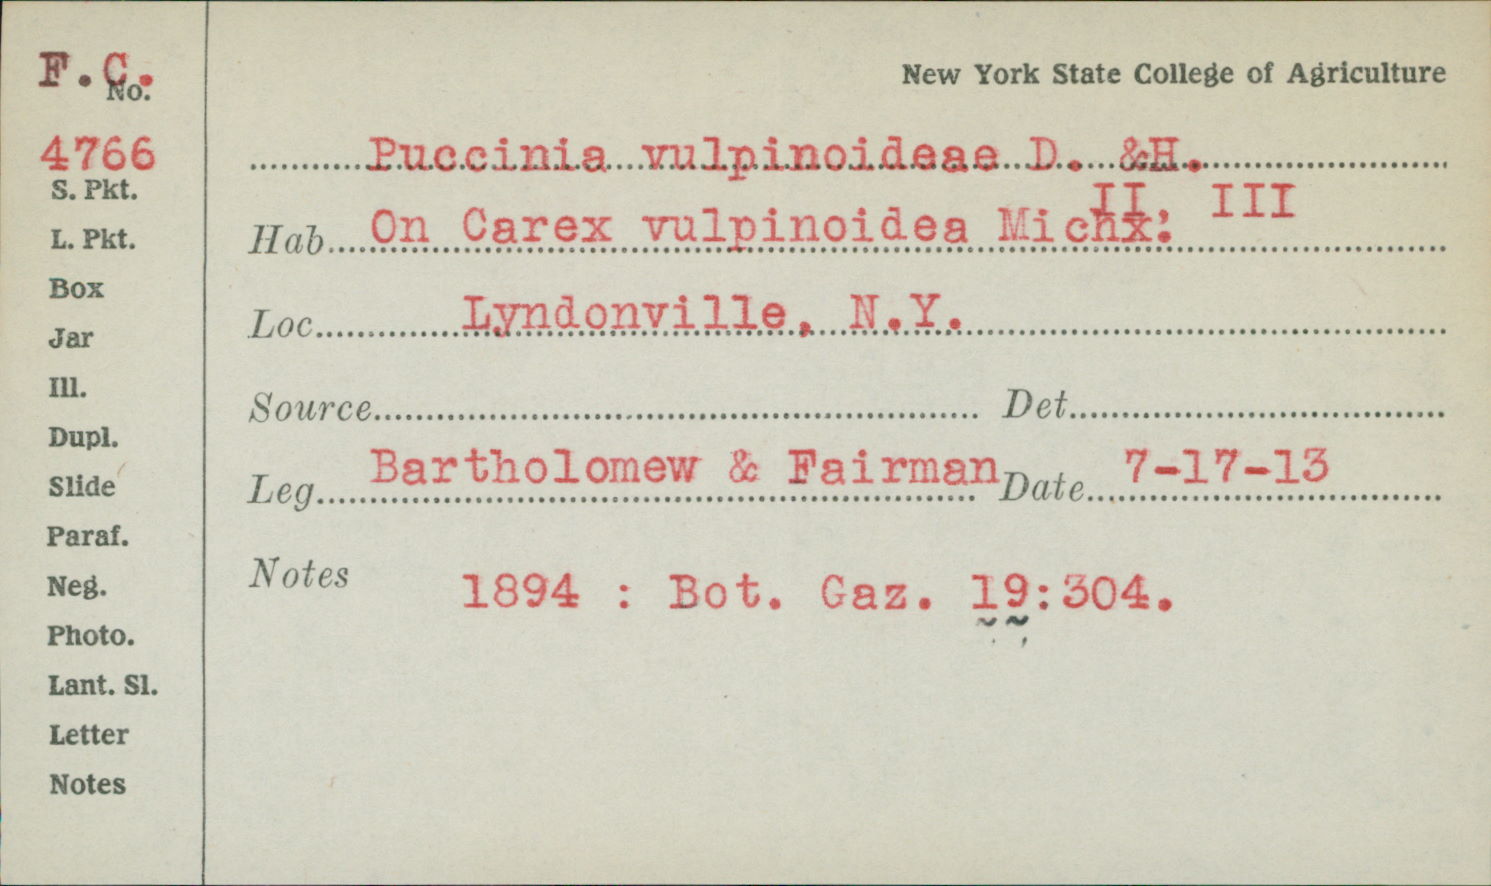 F.C.
No.
4766
S. Pkt.
L. Pkt.
Box
Jar
Ill.
Dupl.
Slide
Paraf.
Neg.
Photo.
Lant. Sl.
Letter
Notes
New York State College of Agriculture
Puccinia vulpinoideae D. &H.
II, III
Hab. On Carex vulpinoidea Michx.
Loc. Lyndonville, N.Y.
Source Det.
Leg. Bartholomew & Fairman Date 7-17-13
Notes 1894 : Bot. Gaz. 19:304.